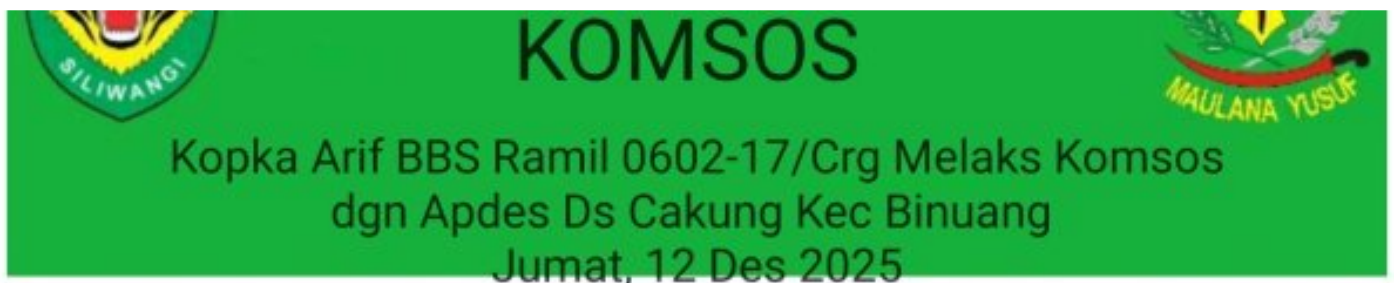 KOMSOS
SILIWANGI
MAULANA YUSUF
Kopka Arif BBS Ramil 0602-17/Crg Melaks Komsos
dgn Apdes Ds Cakung Kec Binuang
Jumat, 12 Des 2025